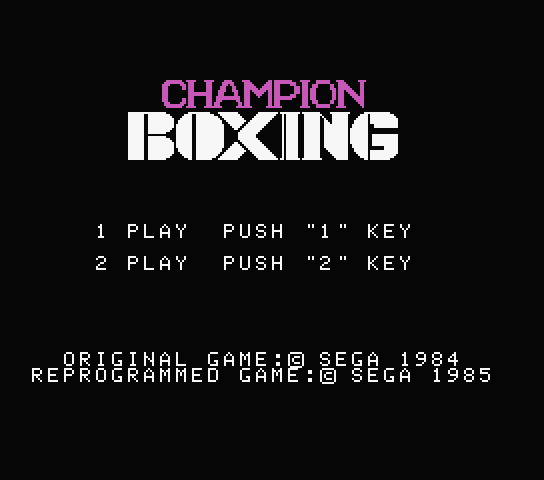 CHAMPION
BOXING
1 PLAY PUSH "1" KEY
2 PLAY PUSH "2" KEY
ORIGINAL GAME:© SEGA 1984
REPROGRAMMED GAME:© SEGA 1985